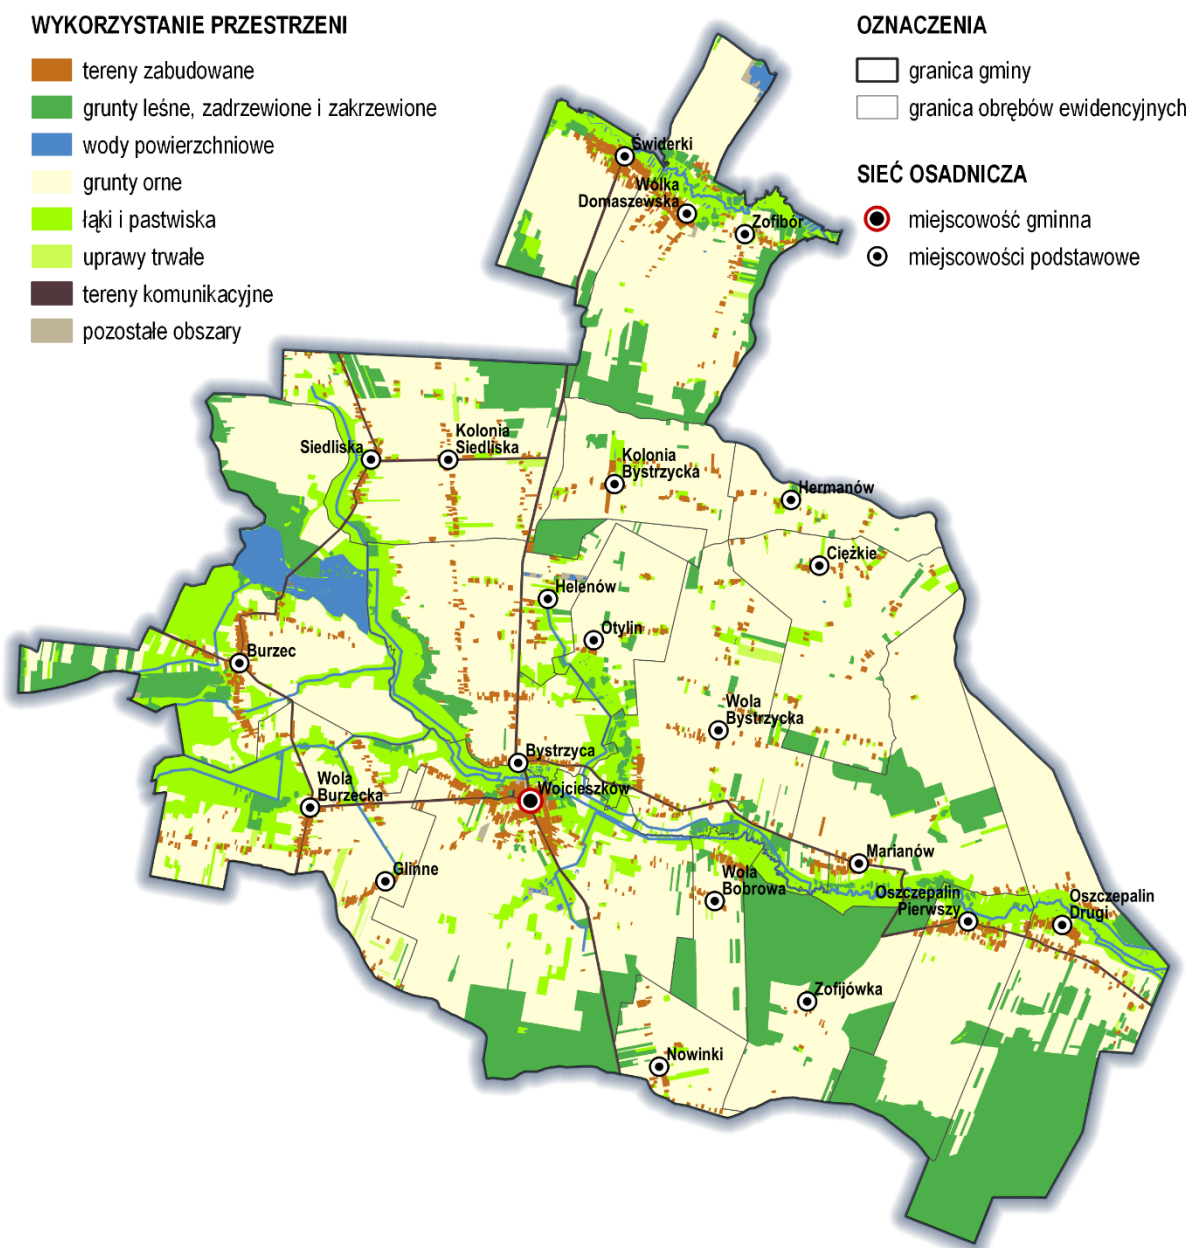 WYKORZYSTANIE PRZESTRZENI
tereny zabudowane
grunty leśne, zadrzewione i zakrzewione
wody powierzchniowe
grunty orne
łąki i pastwiska
uprawy trwałe
tereny komunikacyjne
pozostałe obszary
OZNACZENIA
granica gminy
granica obrębów ewidencyjnych
SIEĆ OSADNICZA
miejscowość gminna
miejscowości podstawowe
Świderki
Wólka
Domaszewska
Zofibór
Siedliska
Kolonia
Siedliska
Kolonia
Bystrzycka
Hermanów
Ciężkie
Helenów
Otylin
Burzec
Wola
Bystrzycka
Bystrzyca
Wojcieszków
Wola
Burzecka
Glinne
Marianów
Wola
Bobrowa
Oszczepalin
Pierwszy
Oszczepalin
Drugi
Zofijówka
Nowinki